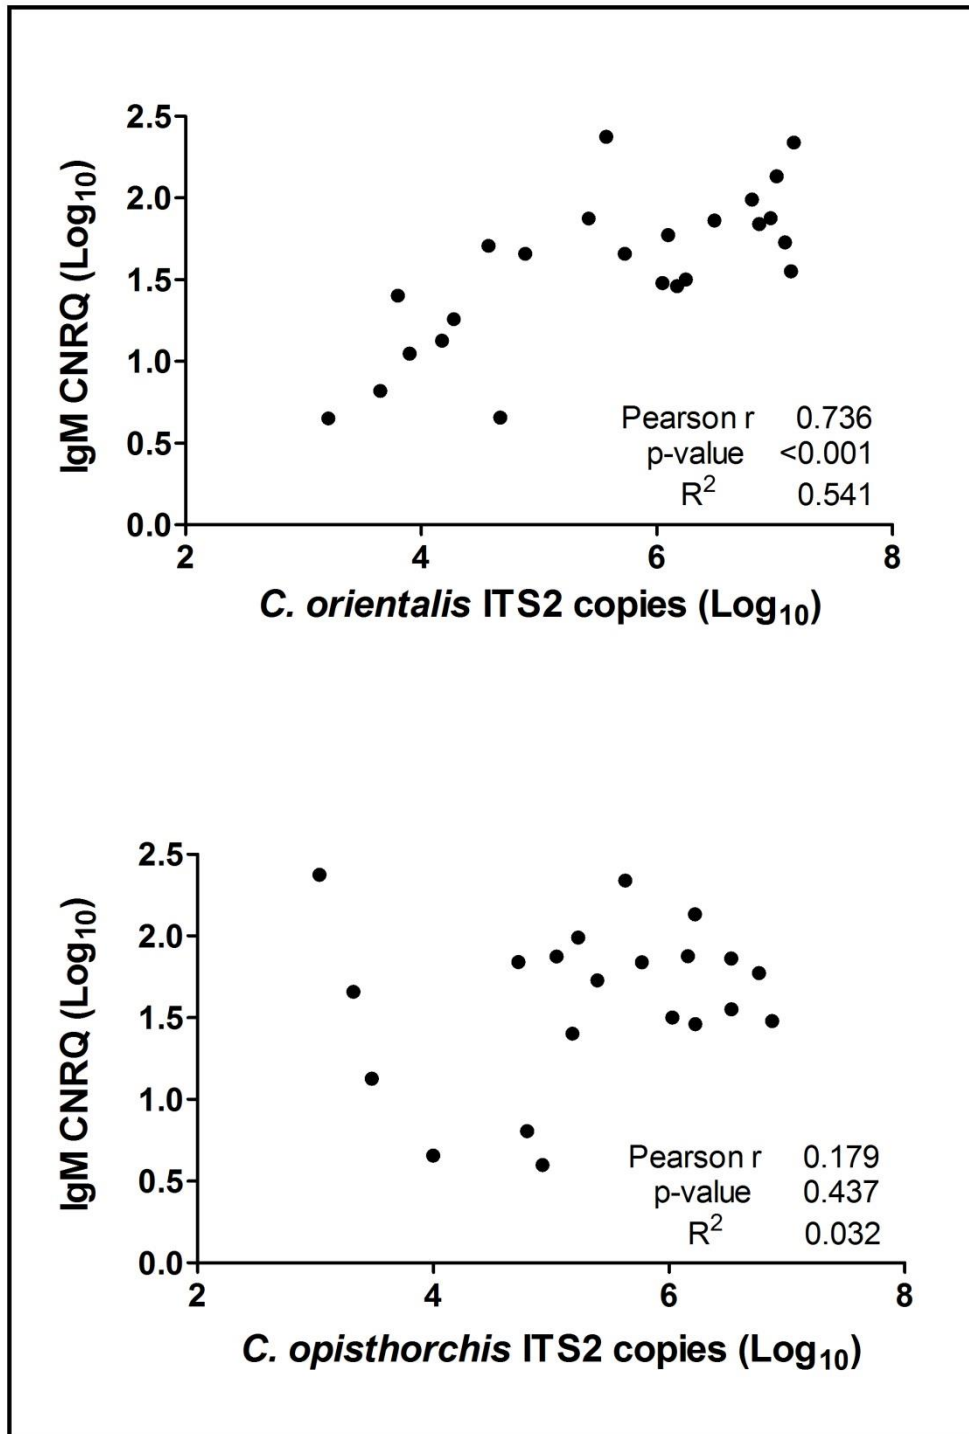 2.5
2.0
1.5
1.0
0.5
0.0
IgM CNRQ (Log10)
Pearson r 0.736
p-value <0.001
R2 0.541
2 4 6 8
C. orientalis ITS2 copies (Log10)
2.5
2.0
1.5
1.0
0.5
0.0
IgM CNRQ (Log10)
Pearson r 0.179
p-value 0.437
R2 0.032
2 4 6 8
C. opisthorchis ITS2 copies (Log10)